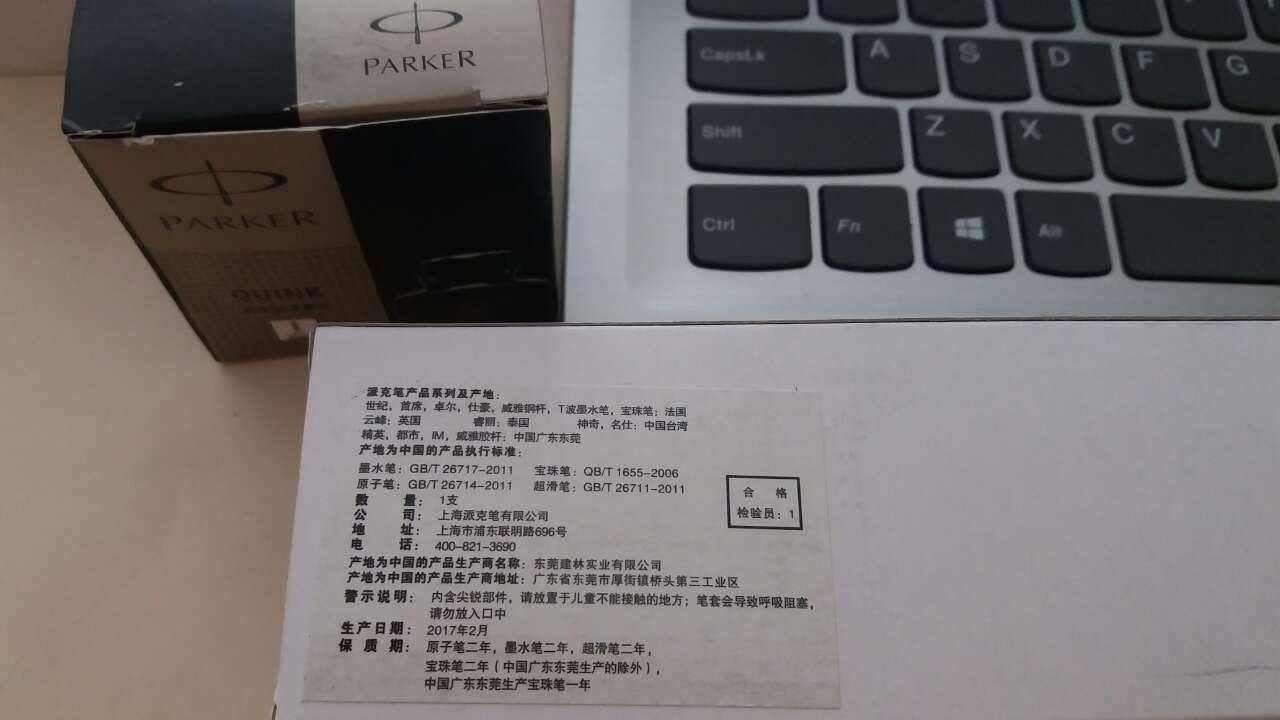 PARKER
PARKER
QUINK
CapsLk A S D F G
Shift Z X C V
Ctrl Fn Alt
派克笔产品系列及产地：
世纪，首席，卓尔，仕豪，威雅钢杆，T波墨水笔，宝珠笔：法国
云峰：英国 睿丽：泰国 神奇，名仕：中国台湾
精英，都市，IM，威雅胶杆：中国广东东莞
产地为中国的产品执行标准：
墨水笔：GB/T 26717-2011 宝珠笔：QB/T 1655-2006
原子笔：GB/T 26714-2011 超滑笔：GB/T 26711-2011
数 量：1支
公 司：上海派克笔有限公司
地 址：上海市浦东联明路696号
电 话：400-821-3690
产地为中国的产品生产商名称：东莞建林实业有限公司
产地为中国的产品生产商地址：广东省东莞市厚街镇桥头第三工业区
警示说明：内含尖锐部件，请放置于儿童不能接触的地方；笔套会导致呼吸阻塞，
请勿放入口中
生产日期：2017年2月
保 质 期：原子笔二年，墨水笔二年，超滑笔二年，
宝珠笔二年（中国广东东莞生产的除外），
中国广东东莞生产宝珠笔一年
合 格
检验员：1